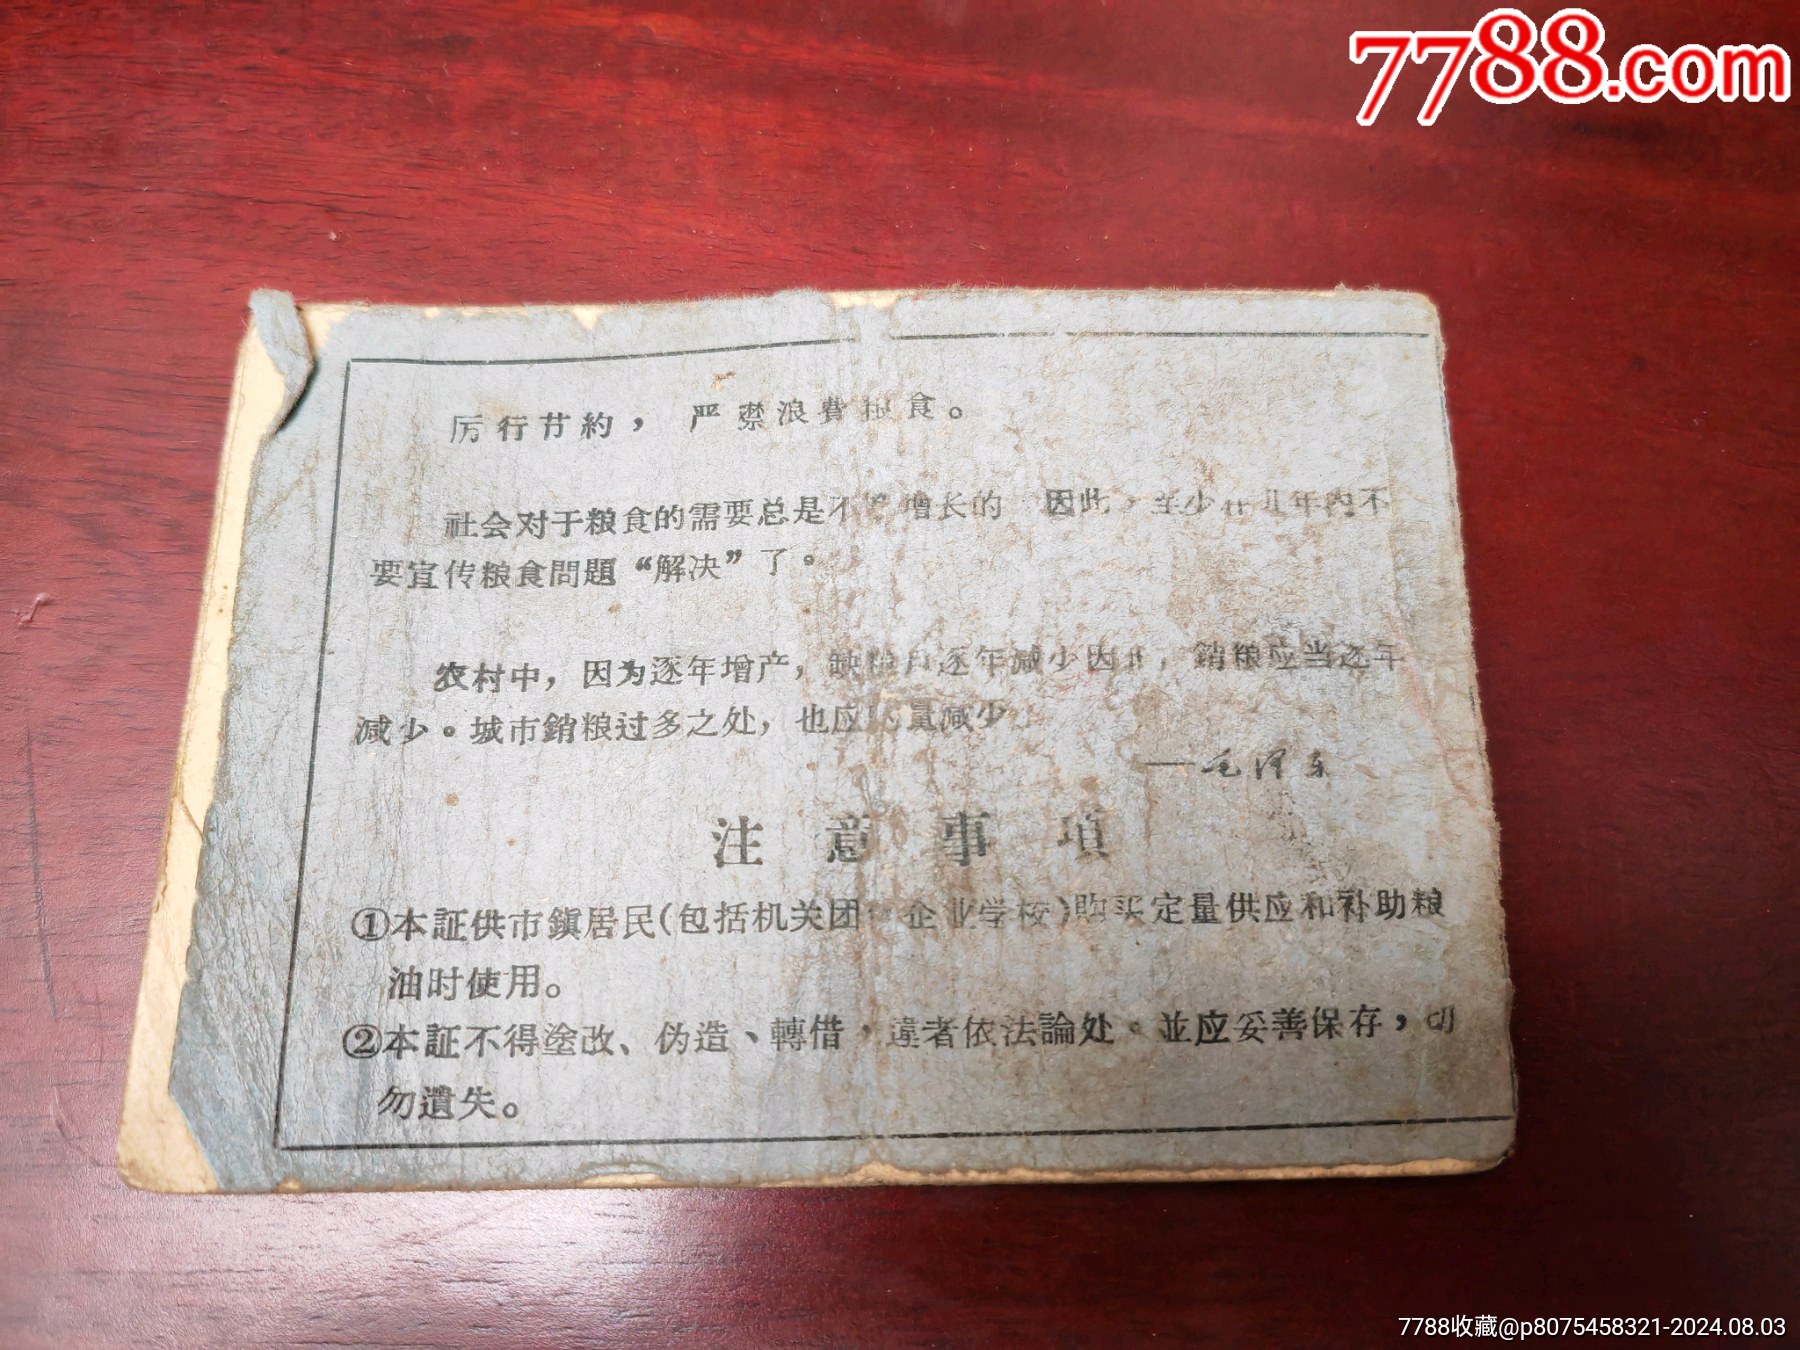 7788.com
厉行节約，严禁浪費粮食。
社会对于粮食的需要总是不断增长的 因此，至少在几年內不
要宣传粮食問題“解决”了。
农村中，因为逐年增产，缺粮户逐年减少因此，銷粮应当逐年
减少。城市銷粮过多之处，也应 量减少
——毛泽东
注意事項
①本証供市鎮居民(包括机关团 企业学校)购买定量供应和补助粮
油时使用。
②本証不得塗改、伪造、轉借，違者依法論处。並应妥善保存，切
勿遺失。
7788收藏@p8075458321-2024.08.03